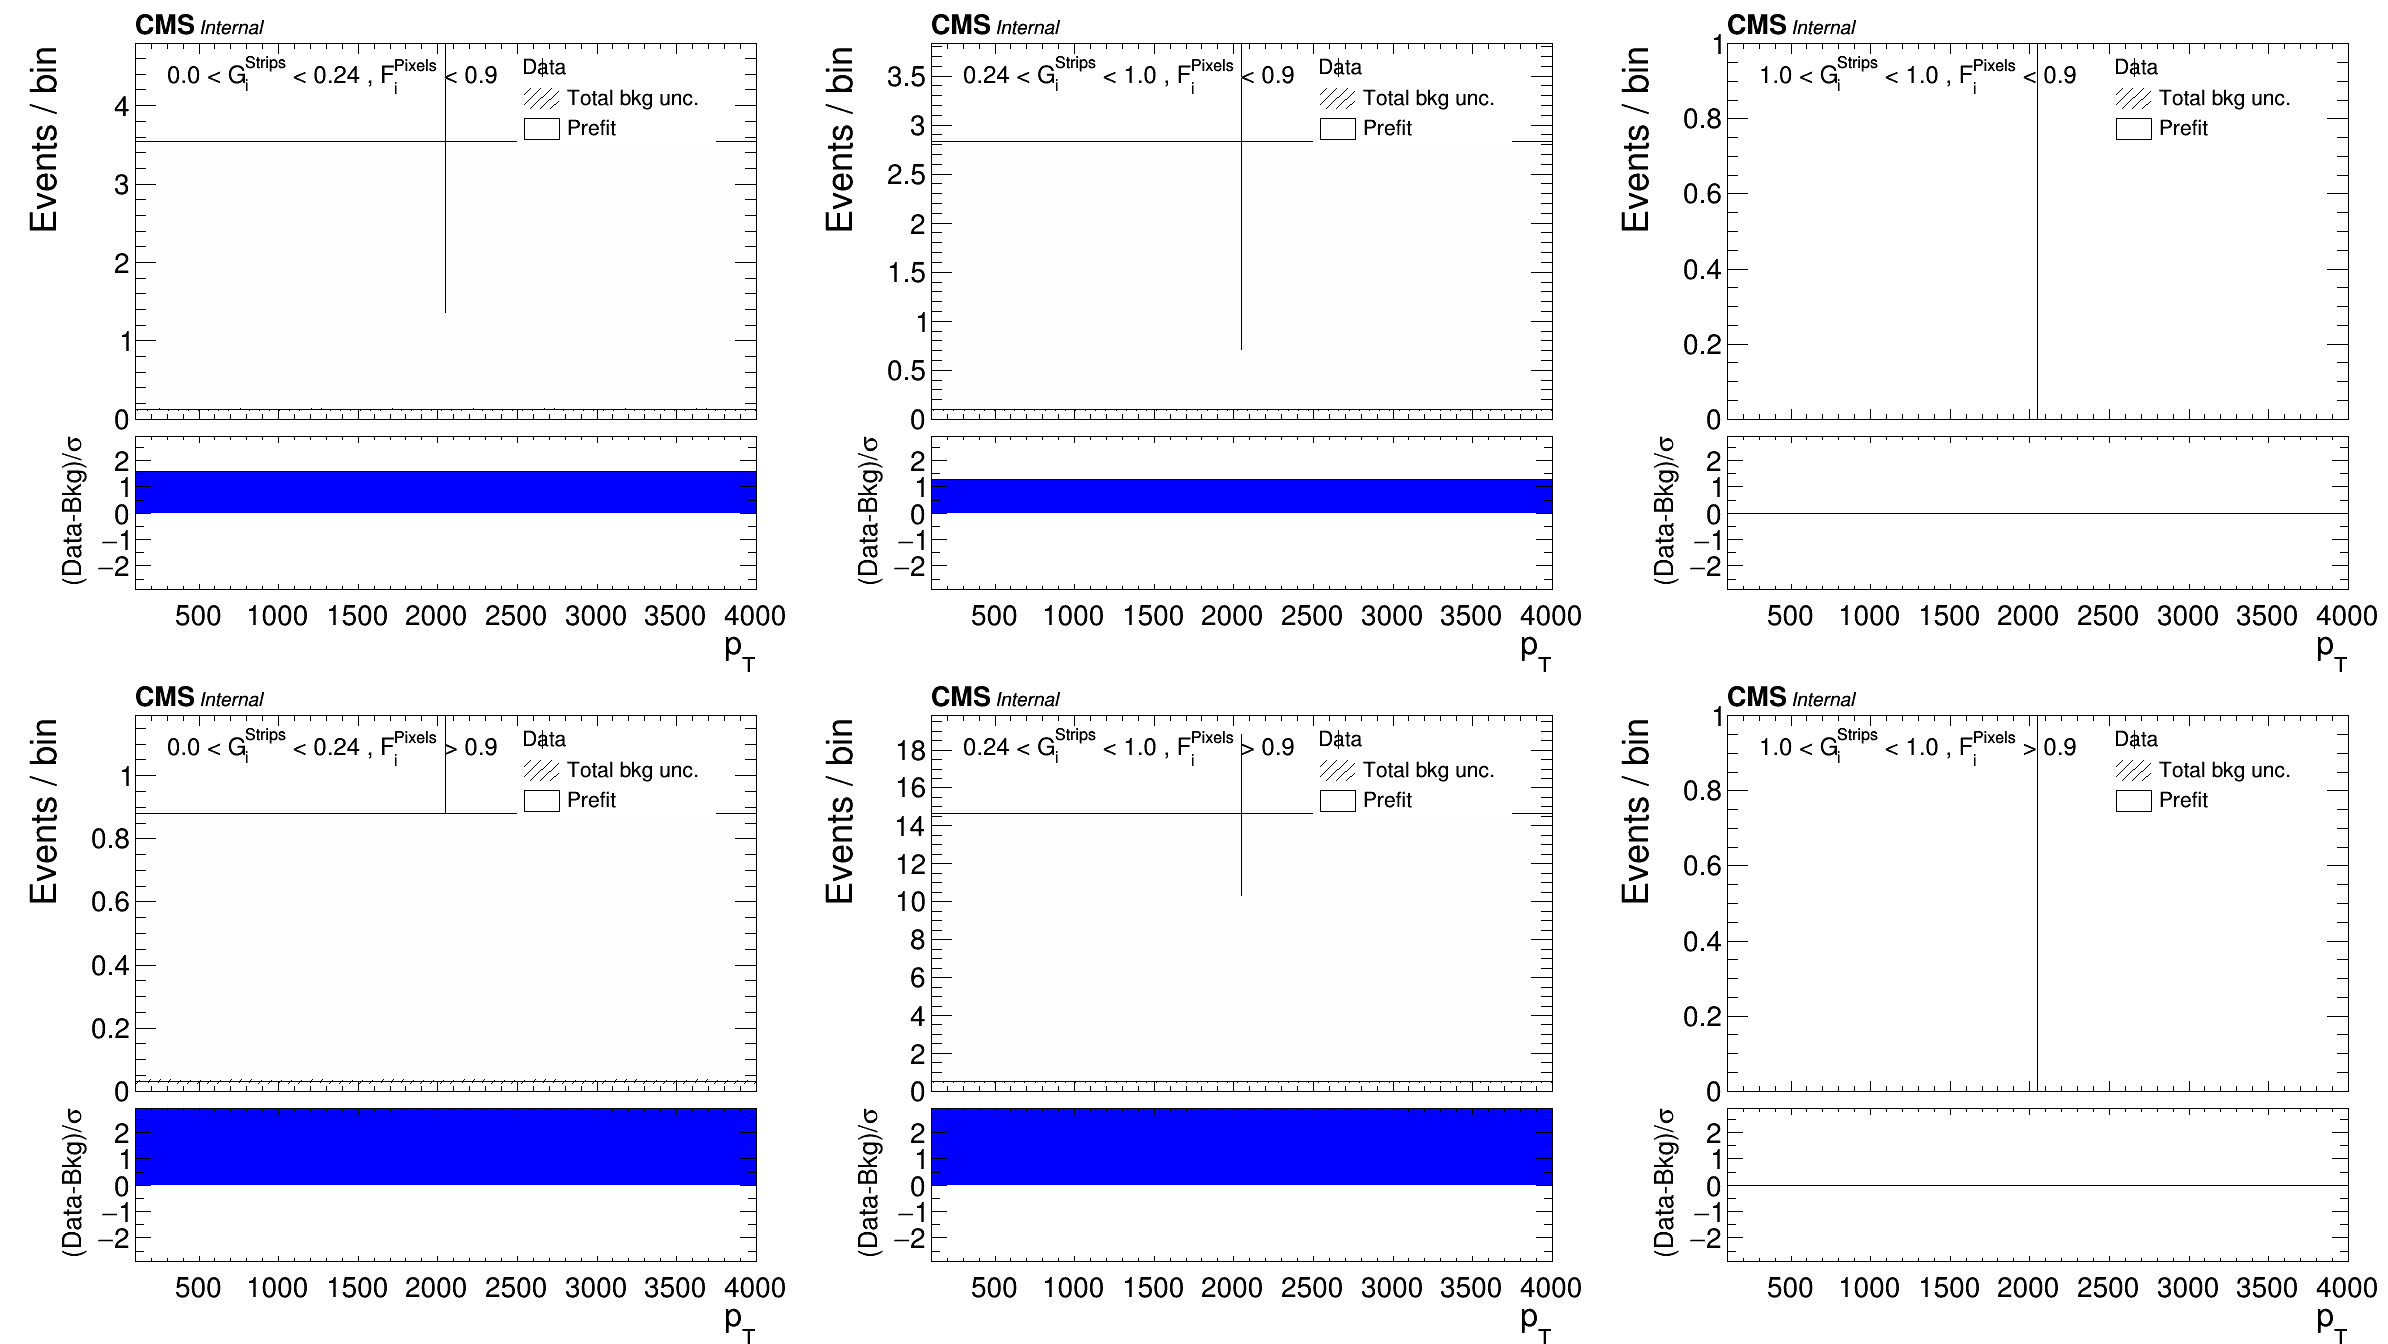 CMS Internal
Events / bin
0.0 < G_i^Strips < 0.24 , F_i^Pixels < 0.9
Data
Total bkg unc.
Prefit
4
3
2
1
0
(Data-Bkg)/σ
2
1
0
−1
−2
500 1000 1500 2000 2500 3000 3500 4000
p_T
CMS Internal
Events / bin
0.24 < G_i^Strips < 1.0 , F_i^Pixels < 0.9
Data
Total bkg unc.
Prefit
3.5
3
2.5
2
1.5
1
0.5
0
(Data-Bkg)/σ
2
1
0
−1
−2
500 1000 1500 2000 2500 3000 3500 4000
p_T
CMS Internal
Events / bin
1.0 < G_i^Strips < 1.0 , F_i^Pixels < 0.9
Data
Total bkg unc.
Prefit
1
0.8
0.6
0.4
0.2
0
(Data-Bkg)/σ
2
1
0
−1
−2
500 1000 1500 2000 2500 3000 3500 4000
p_T
CMS Internal
Events / bin
0.0 < G_i^Strips < 0.24 , F_i^Pixels > 0.9
Data
Total bkg unc.
Prefit
1
0.8
0.6
0.4
0.2
0
(Data-Bkg)/σ
2
1
0
−1
−2
500 1000 1500 2000 2500 3000 3500 4000
p_T
CMS Internal
Events / bin
0.24 < G_i^Strips < 1.0 , F_i^Pixels > 0.9
Data
Total bkg unc.
Prefit
18
16
14
12
10
8
6
4
2
0
(Data-Bkg)/σ
2
1
0
−1
−2
500 1000 1500 2000 2500 3000 3500 4000
p_T
CMS Internal
Events / bin
1.0 < G_i^Strips < 1.0 , F_i^Pixels > 0.9
Data
Total bkg unc.
Prefit
1
0.8
0.6
0.4
0.2
0
(Data-Bkg)/σ
2
1
0
−1
−2
500 1000 1500 2000 2500 3000 3500 4000
p_T